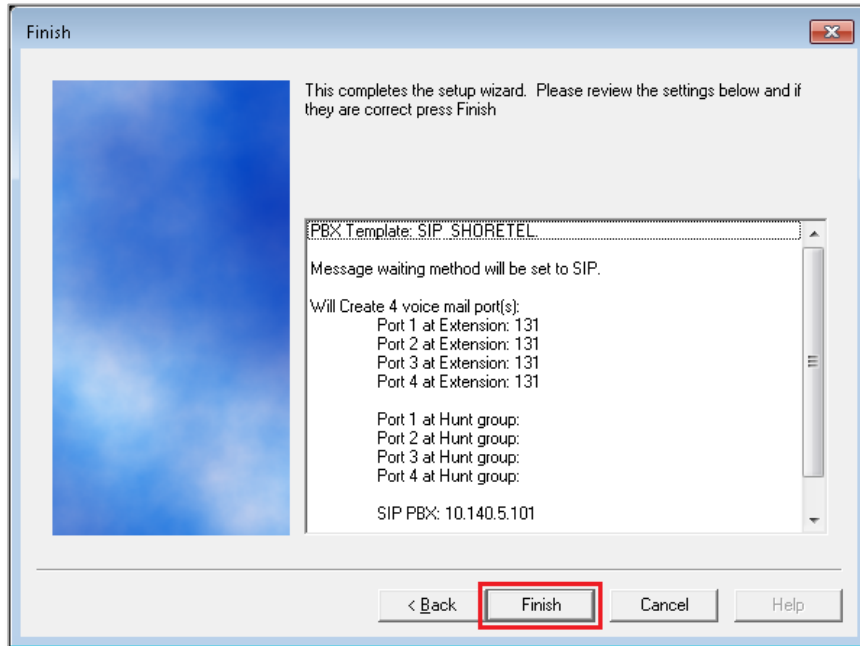 Finish
This completes the setup wizard. Please review the settings below and if
they are correct press Finish
PBX Template: SIP_SHORETEL.
Message waiting method will be set to SIP.
Will Create 4 voice mail port(s):
Port 1 at Extension: 131
Port 2 at Extension: 131
Port 3 at Extension: 131
Port 4 at Extension: 131
Port 1 at Hunt group:
Port 2 at Hunt group:
Port 3 at Hunt group:
Port 4 at Hunt group:
SIP PBX: 10.140.5.101
< Back Finish Cancel Help